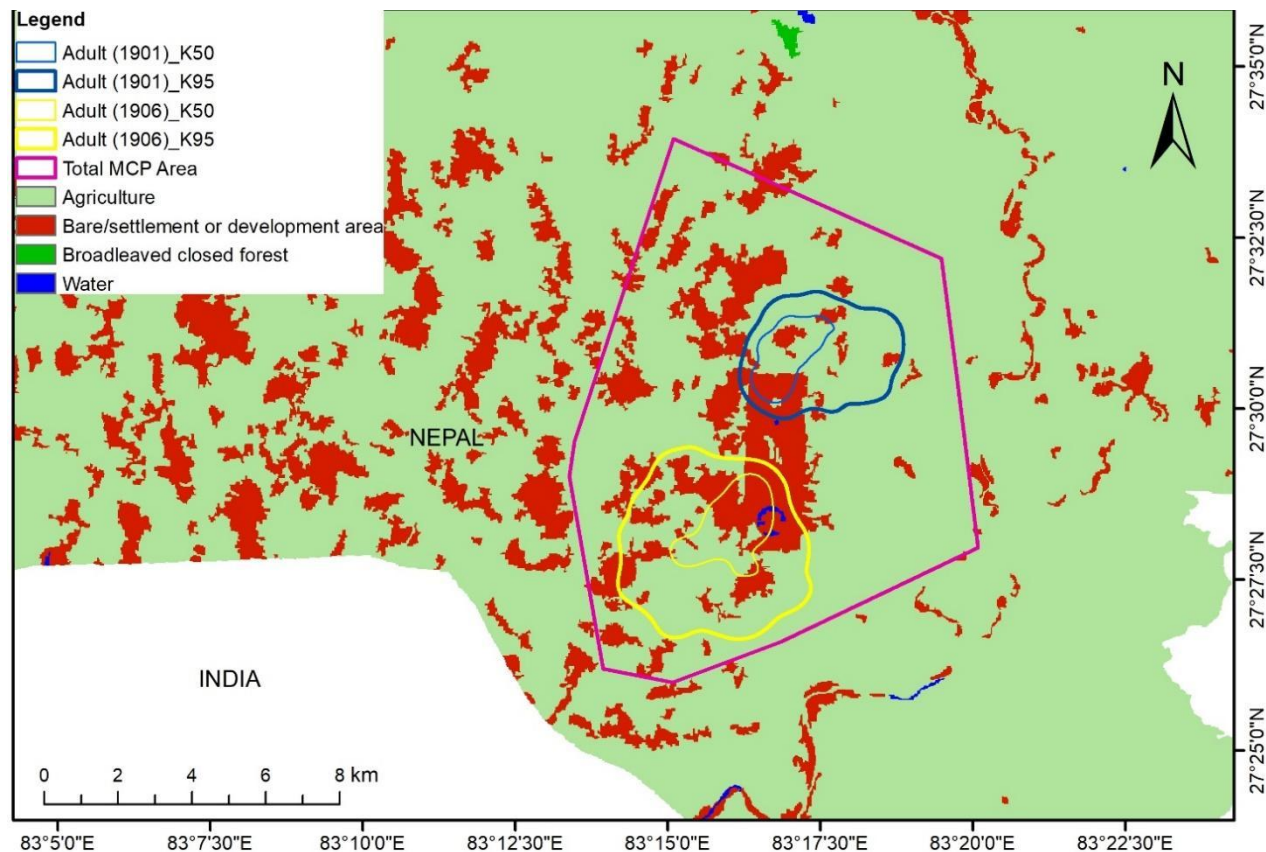 Legend
Adult (1901)_K50
Adult (1901)_K95
Adult (1906)_K50
Adult (1906)_K95
Total MCP Area
Agriculture
Bare/settlement or development area
Broadleaved closed forest
Water
N
NEPAL
INDIA
0 2 4 6 8 km
83°5'0"E 83°7'30"E 83°10'0"E 83°12'30"E 83°15'0"E 83°17'30"E 83°20'0"E 83°22'30"E
27°35'0"N
27°32'30"N
27°30'0"N
27°27'30"N
27°25'0"N